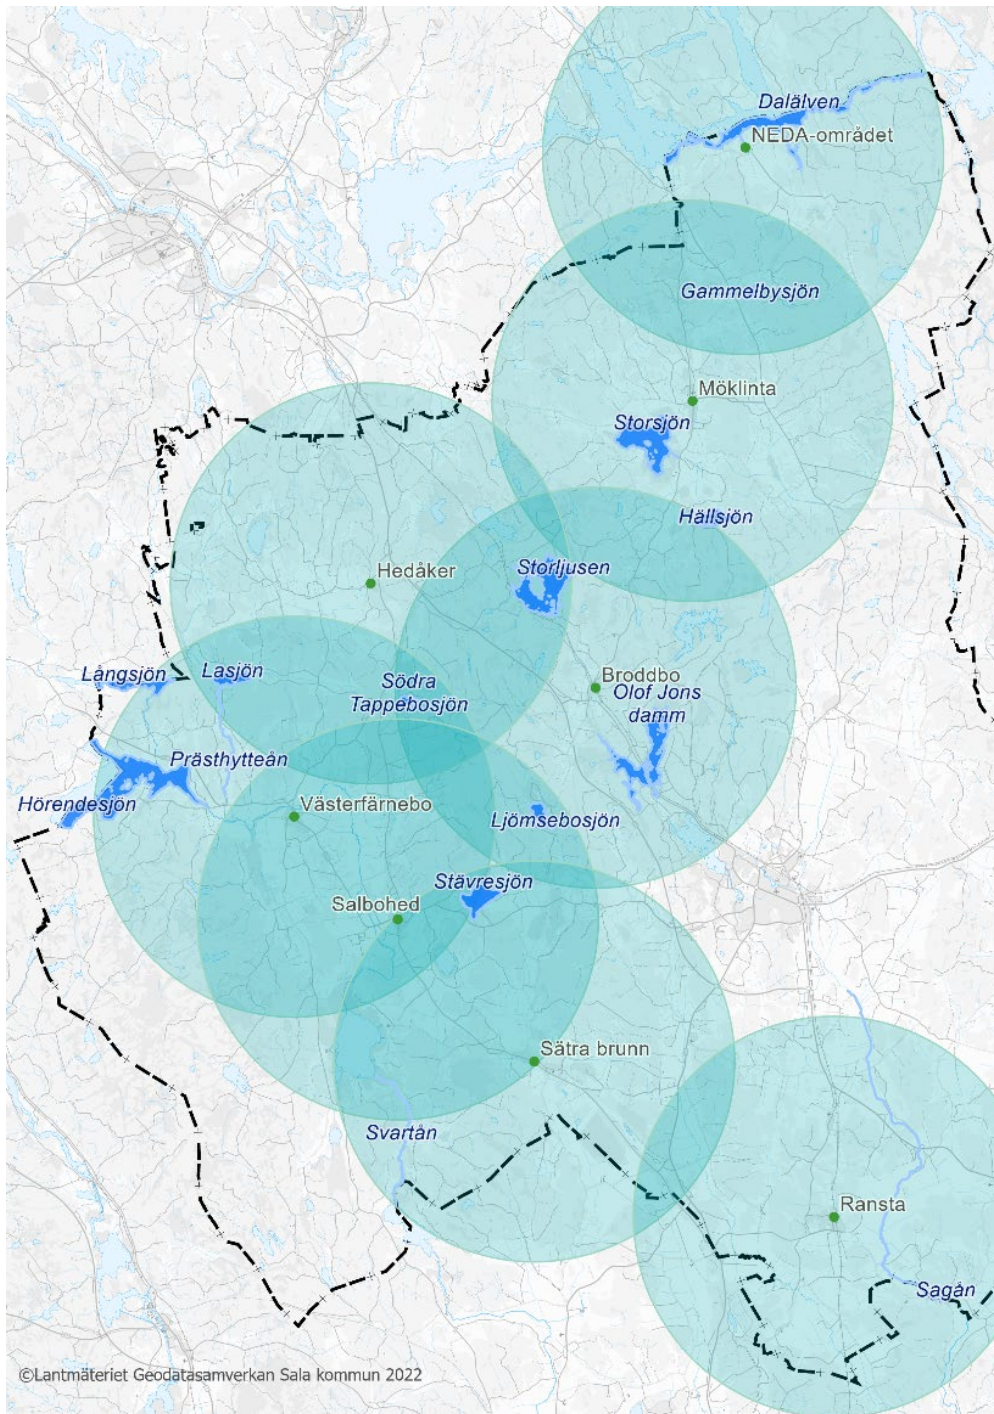 Dalälven
NEDA-området
Gammelbysjön
Möklinta
Storsjön
Hällsjön
Storljusen
Hedåker
Långsjön
Lasjön
Södra
Tappebosjön
Broddbo
Olof Jons
damm
Prästhytteån
Hörendesjön
Västerfärnebo
Ljömsebosjön
Stävresjön
Salbohed
Sätra brunn
Svartån
Ransta
Sagån
©Lantmäteriet Geodatasamverkan Sala kommun 2022